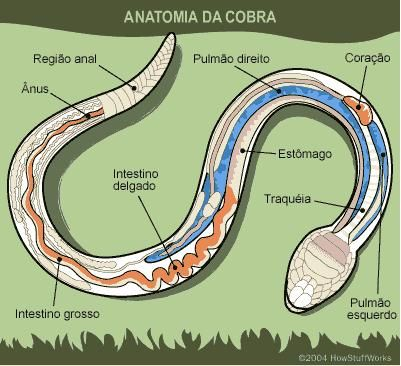 ANATOMIA DA COBRA
Região anal
Ânus
Pulmão direito
Coração
Estômago
Intestino
delgado
Traquéia
Intestino grosso
Pulmão
esquerdo
©2004 HowStuffWorks